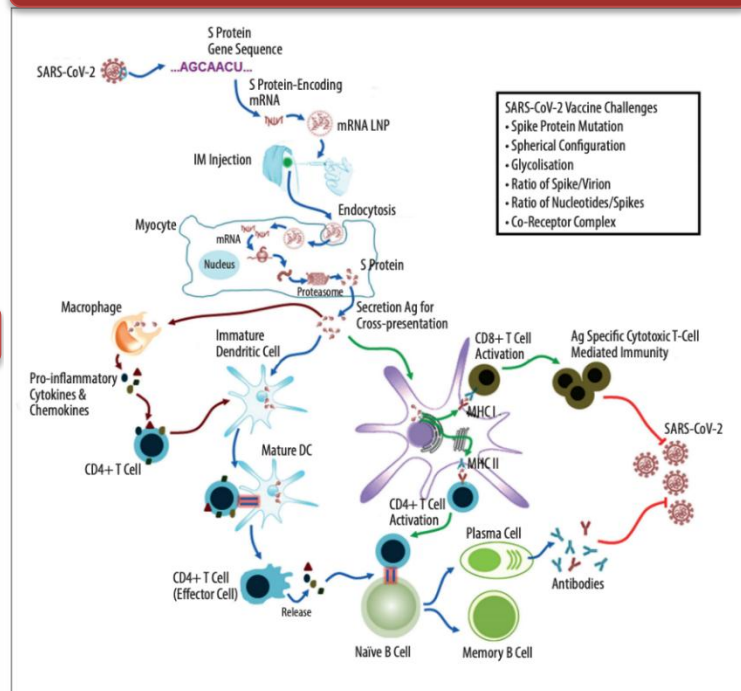 S Protein
Gene Sequence
SARS-CoV-2
...AGCAACU...
S Protein-Encoding
mRNA
mRNA LNP
SARS-CoV-2 Vaccine Challenges
• Spike Protein Mutation
• Spherical Configuration
• Glycolisation
• Ratio of Spike/Virion
• Ratio of Nucleotides/Spikes
• Co-Receptor Complex
IM Injection
Endocytosis
Myocyte
mRNA
Nucleus
S Protein
Proteasome
Macrophage
Secretion Ag for
Cross-presentation
Immature
Dendritic Cell
CD8+ T Cell
Activation
Ag Specific Cytotoxic T-Cell
Mediated Immunity
Pro-inflammatory
Cytokines &
Chemokines
MHC I
SARS-CoV-2
CD4+ T Cell
Mature DC
MHC II
CD4+ T Cell
Activation
Plasma Cell
CD4+ T Cell
(Effector Cell)
Release
Antibodies
Naïve B Cell
Memory B Cell